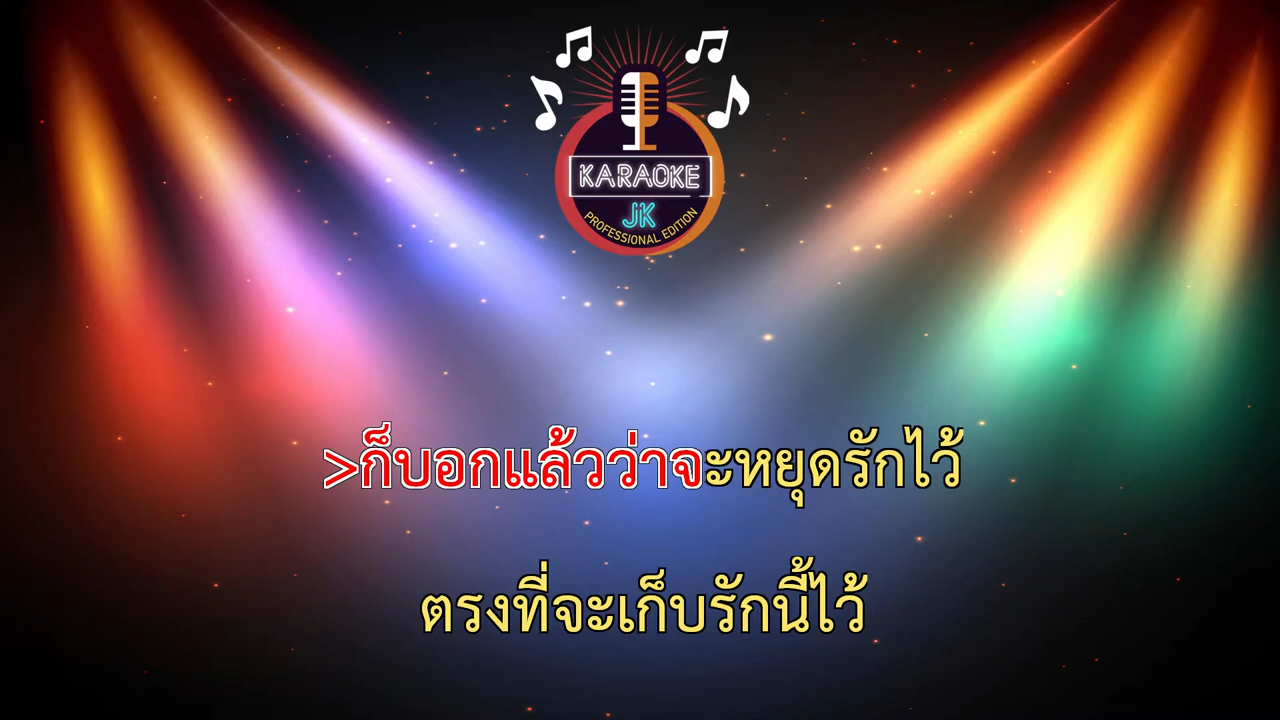 KARAOKE
JK
PROFESSIONAL EDITION
>ก็บอกแล้วว่าจะหยุดรักไว้
ตรงที่จะเก็บรักนี้ไว้